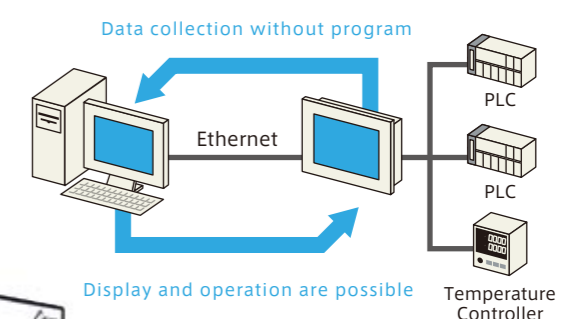 Data collection without program
Ethernet
PLC
PLC
Display and operation are possible
Temperature
Controller